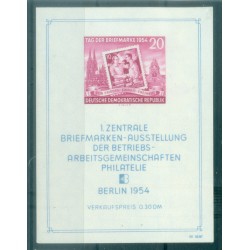 TAG DER BRIEFMARKE 1954
20
DEUTSCHE DEMOKRATISCHE REPUBLIK
1. ZENTRALE
BRIEFMARKEN-AUSSTELLUNG
DER BETRIEBS-
ARBEITSGEMEINSCHAFTEN
PHILATELIE
BERLIN 1954
VERKAUFSPREIS 0,30 DM